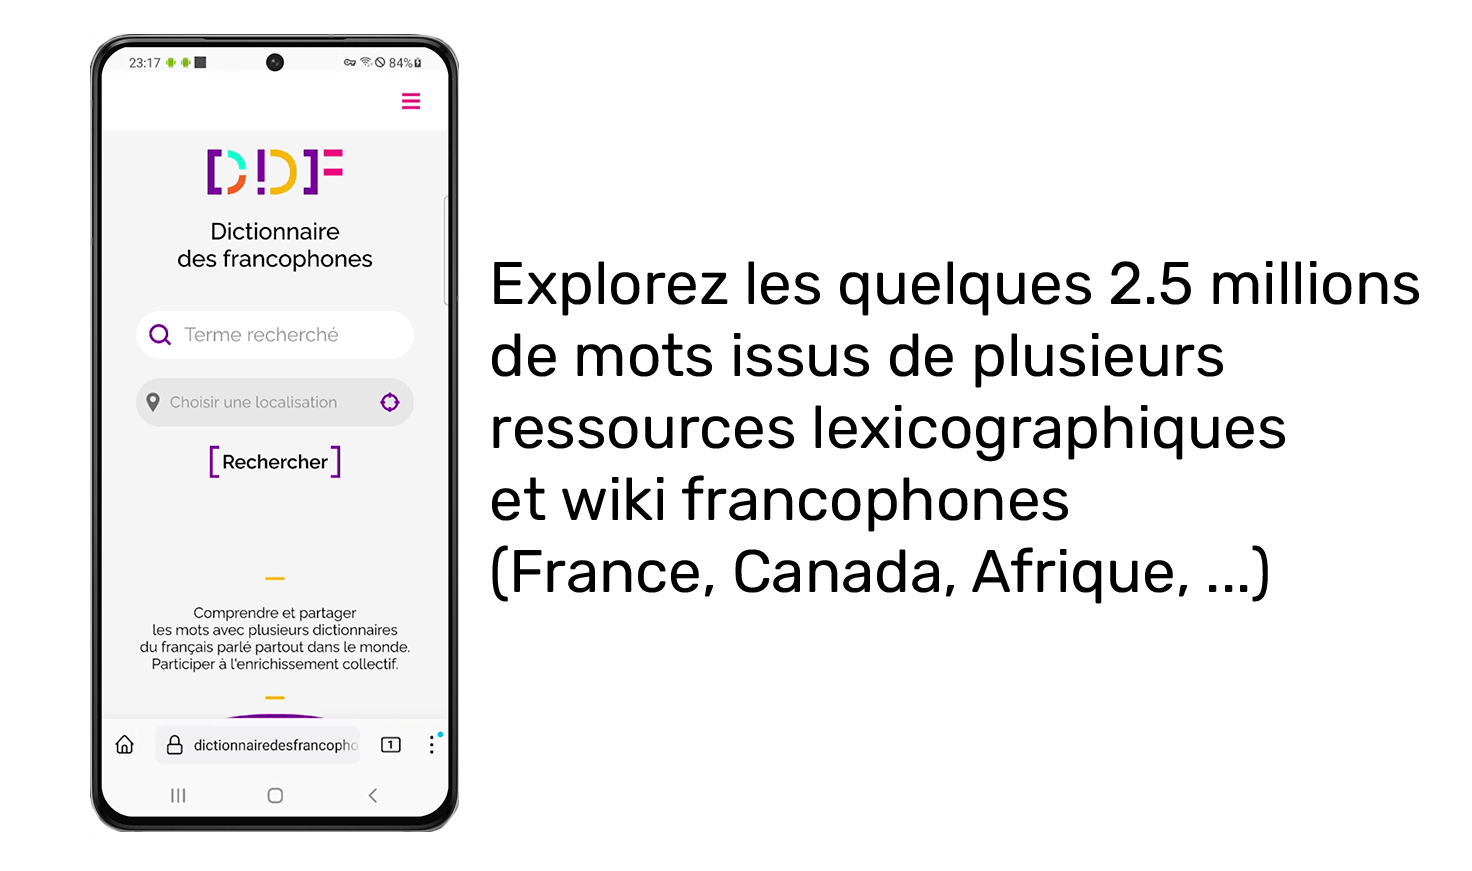 23:17
84%
D!DF
Dictionnaire
des francophones
Terme recherché
Choisir une localisation
[Rechercher]
Comprendre et partager
les mots avec plusieurs dictionnaires
du français parlé partout dans le monde.
Participer à l'enrichissement collectif.
dictionnairedesfrancopho
1
Explorez les quelques 2.5 millions
de mots issus de plusieurs
ressources lexicographiques
et wiki francophones
(France, Canada, Afrique, ...)